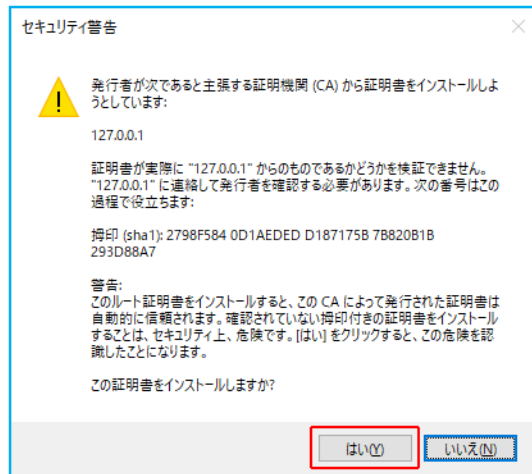 セキュリティ警告
発行者が次であると主張する証明機関 (CA) から証明書をインストールしよ
うとしています:
127.0.0.1
証明書が実際に "127.0.0.1" からのものであるかどうかを検証できません。
"127.0.0.1" に連絡して発行者を確認する必要があります。次の番号はこの
過程で役立ちます:
拇印 (sha1): 2798F584 0D1AEDED D187175B 7B820B1B
293D88A7
警告:
このルート証明書をインストールすると、この CA によって発行された証明書は
自動的に信頼されます。確認されていない拇印付きの証明書をインストール
することは、セキュリティ上、危険です。[はい] をクリックすると、この危険を認
識したことになります。
この証明書をインストールしますか?
はい(Y)
いいえ(N)